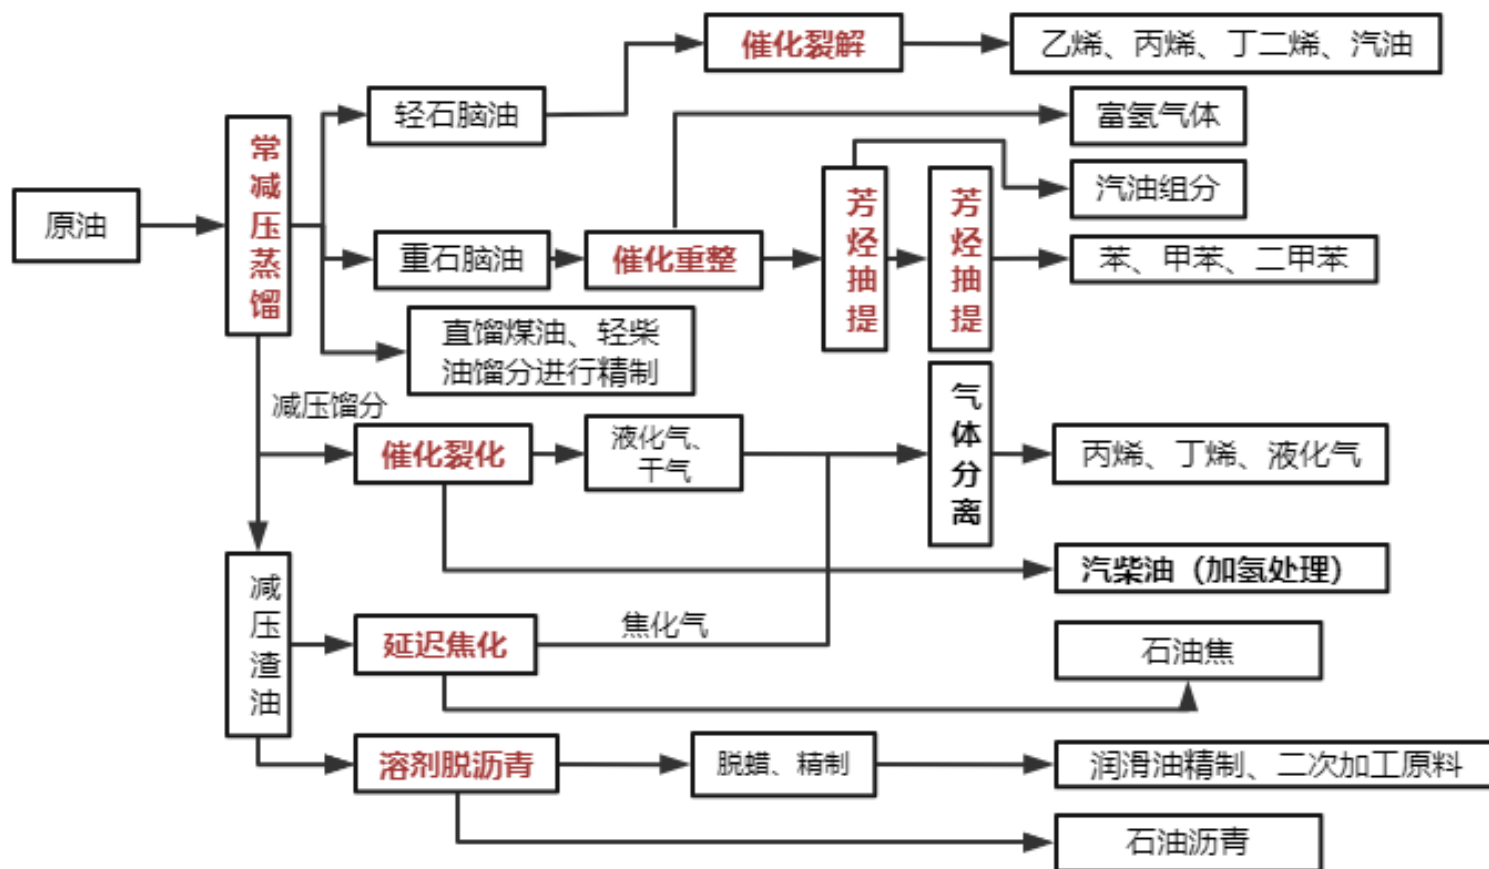 催化裂解
乙烯、丙烯、丁二烯、汽油
轻石脑油
富氢气体
常减压蒸馏
芳烃抽提
芳烃抽提
汽油组分
原油
重石脑油
催化重整
苯、甲苯、二甲苯
直馏煤油、轻柴
油馏分进行精制
减压馏分
催化裂化
液化气、
干气
气体分离
丙烯、丁烯、液化气
汽柴油（加氢处理）
减压渣油
延迟焦化
焦化气
石油焦
溶剂脱沥青
脱蜡、精制
润滑油精制、二次加工原料
石油沥青